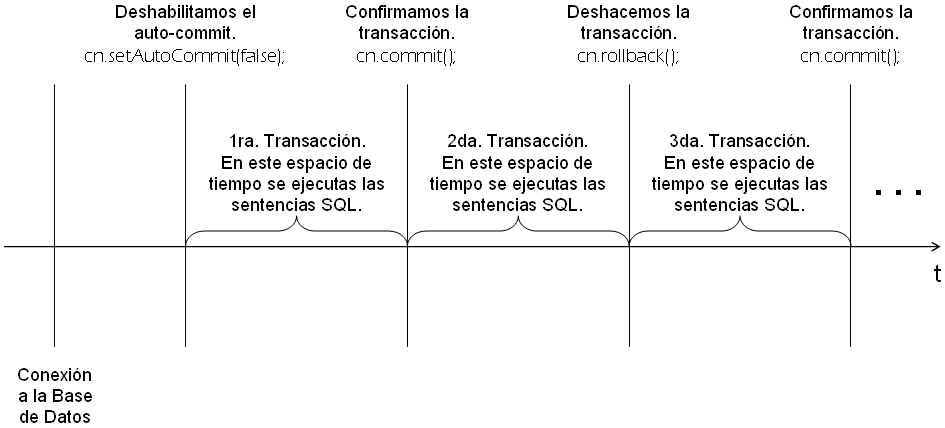 Deshabilitamos el
auto-commit.
cn.setAutoCommit(false);
Confirmamos la
transacción.
cn.commit();
Deshacemos la
transacción.
cn.rollback();
Confirmamos la
transacción.
cn.commit();
1ra. Transacción.
En este espacio de
tiempo se ejecutas las
sentencias SQL.
2da. Transacción.
En este espacio de
tiempo se ejecutas las
sentencias SQL.
3da. Transacción.
En este espacio de
tiempo se ejecutas las
sentencias SQL.
. . .
t
Conexión
a la Base
de Datos